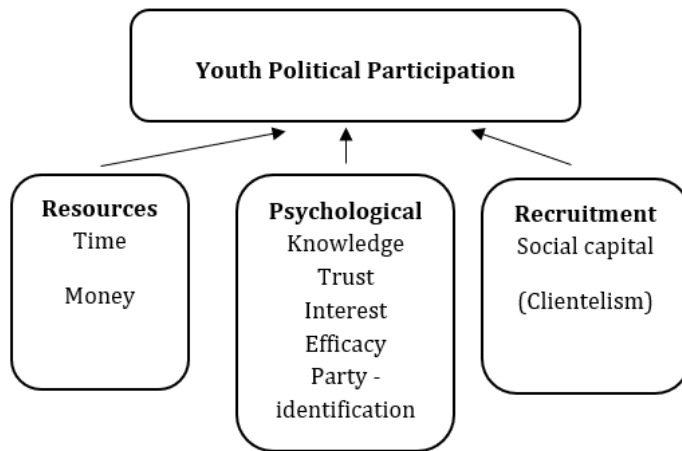 Youth Political Participation
Resources
Time
Money
Psychological
Knowledge
Trust
Interest
Efficacy
Party -
identification
Recruitment
Social capital
(Clientelism)